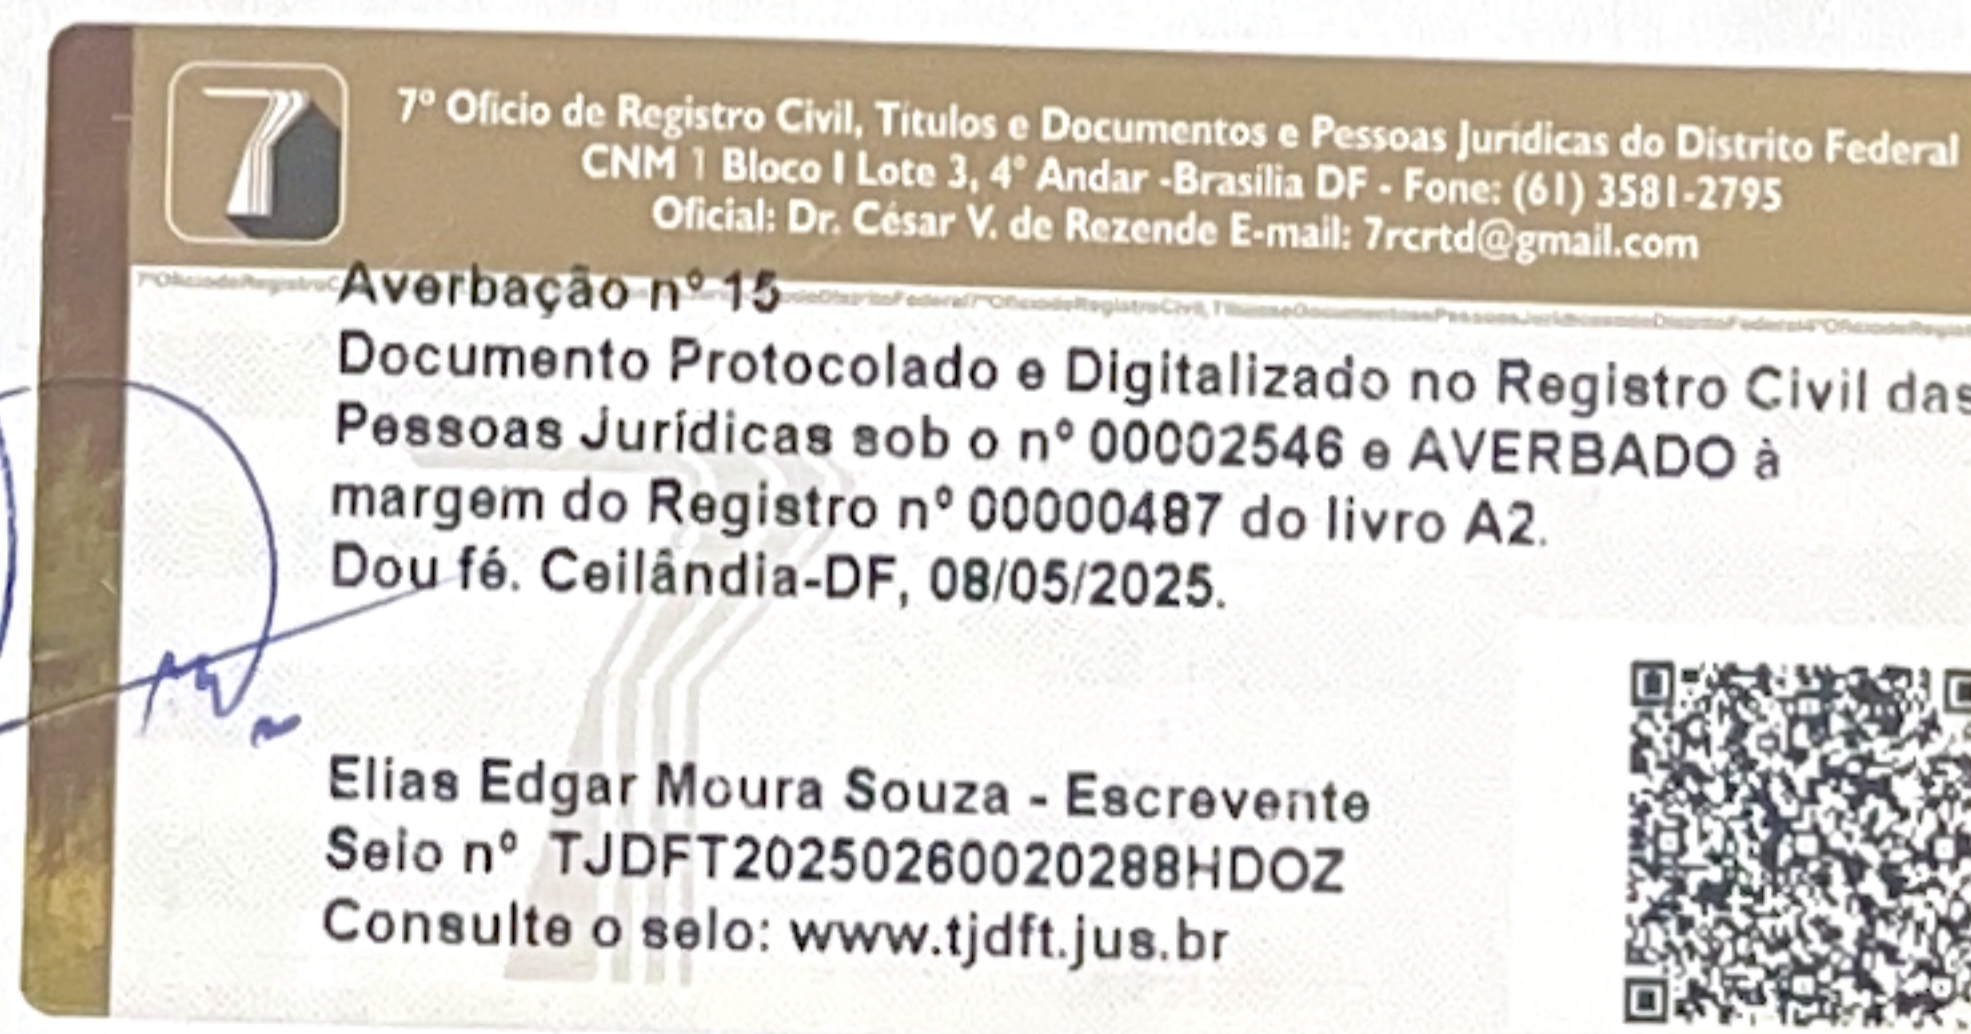 7º Ofício de Registro Civil, Títulos e Documentos e Pessoas Jurídicas do Distrito Federal
CNM 1 Bloco I Lote 3, 4º Andar -Brasília DF - Fone: (61) 3581-2795
Oficial: Dr. César V. de Rezende E-mail: 7rcrtd@gmail.com
Averbação nº 15
Documento Protocolado e Digitalizado no Registro Civil das
Pessoas Jurídicas sob o nº 00002546 e AVERBADO à
margem do Registro nº 00000487 do livro A2.
Dou fé. Ceilândia-DF, 08/05/2025.
Elias Edgar Moura Souza - Escrevente
Selo nº TJDFT20250260020288HDOZ
Consulte o selo: www.tjdft.jus.br